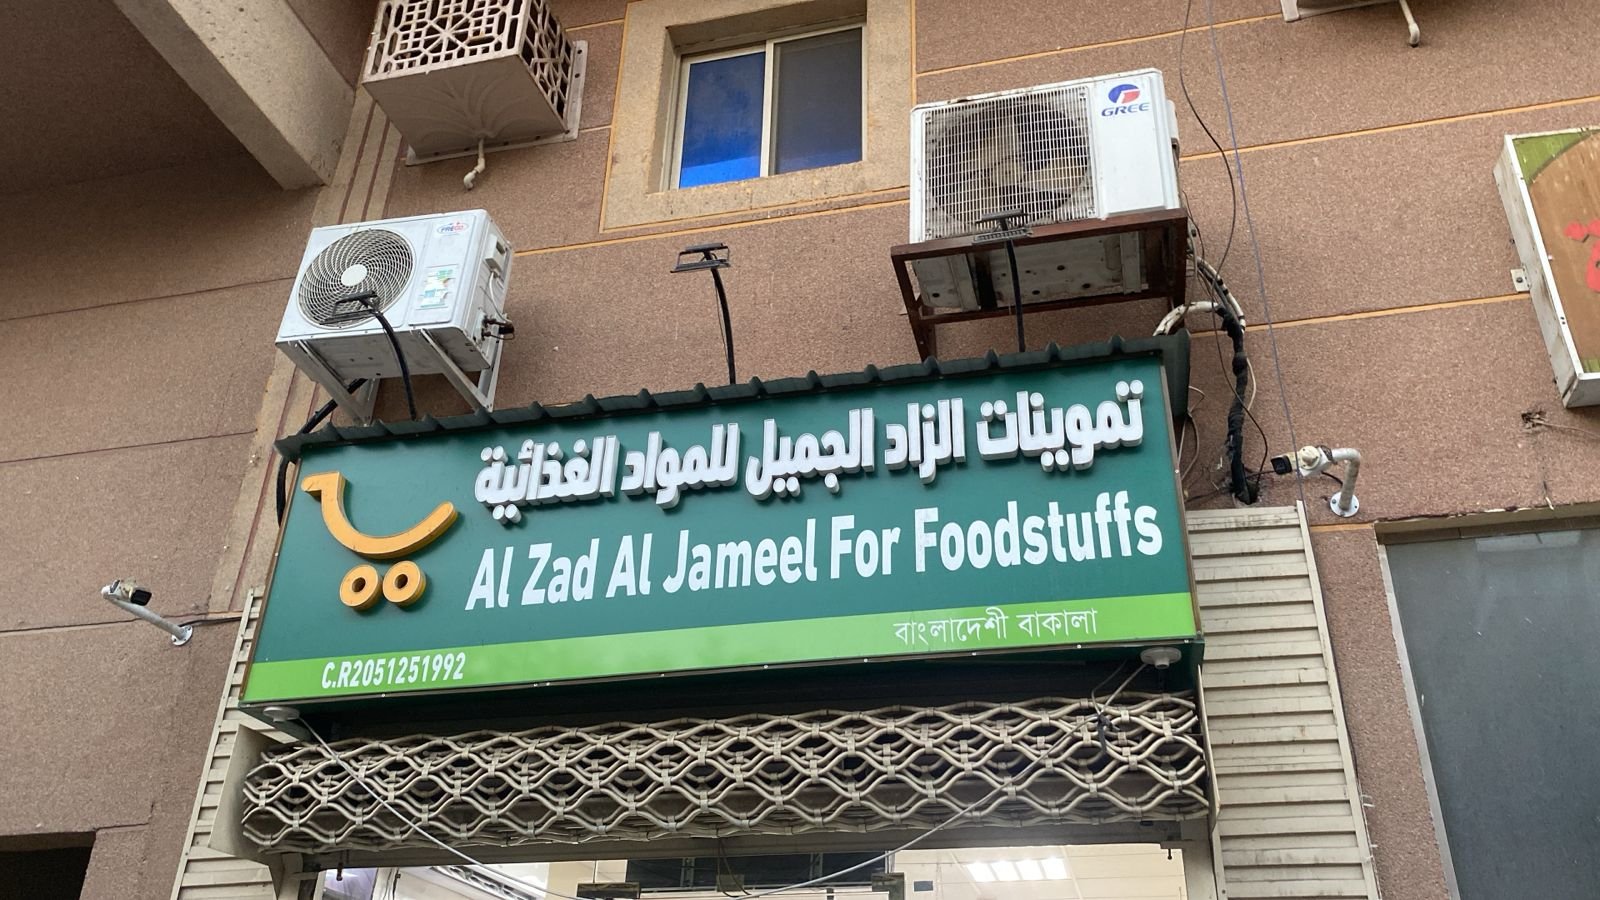 GREE
تموينات الزاد الجميل للمواد الغذائية
Al Zad Al Jameel For Foodstuffs
বাংলাদেশী বাকালা
C.R2051251992